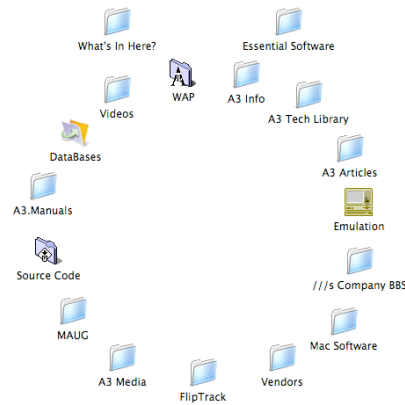 What's In Here?
Essential Software
WAP
A3 Info
Videos
A3 Tech Library
DataBases
A3 Articles
A3.Manuals
Emulation
Source Code
///s Company BBS
MAUG
Mac Software
A3 Media
Vendors
FlipTrack